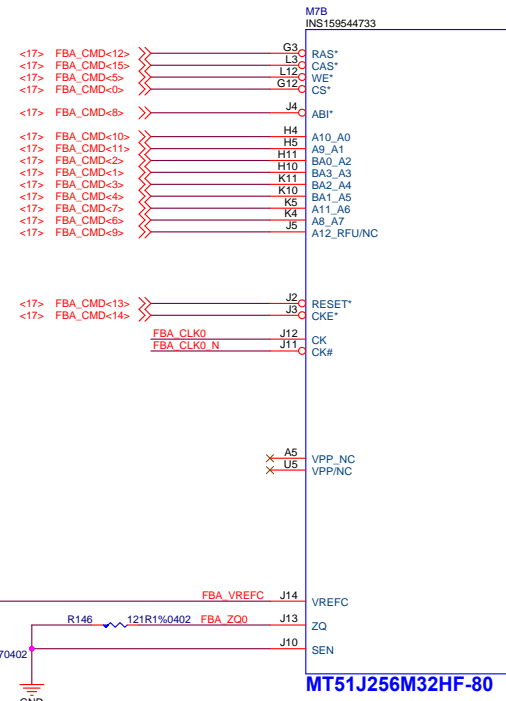 M7B
INS159544733
<17> FBA_CMD<12> G3 RAS*
<17> FBA_CMD<15> L3 CAS*
<17> FBA_CMD<5> L12 WE*
<17> FBA_CMD<0> G12 CS*
<17> FBA_CMD<8> J4 ABI*
<17> FBA_CMD<10> H4 A10_A0
<17> FBA_CMD<11> H5 A9_A1
<17> FBA_CMD<2> H11 BA0_A2
<17> FBA_CMD<1> H10 BA3_A3
<17> FBA_CMD<3> K11 BA2_A4
<17> FBA_CMD<4> K10 BA1_A5
<17> FBA_CMD<7> K5 A11_A6
<17> FBA_CMD<6> K4 A8_A7
<17> FBA_CMD<9> J5 A12_RFU/NC
<17> FBA_CMD<13> J2 RESET*
<17> FBA_CMD<14> J3 CKE*
FBA_CLK0 J12 CK
FBA_CLK0_N J11 CK#
A5 VPP_NC
U5 VPP/NC
FBA_VREFC J14 VREFC
R146 121R1%0402 FBA_ZQ0 J13 ZQ
J10 SEN
70402
MT51J256M32HF-80
GND